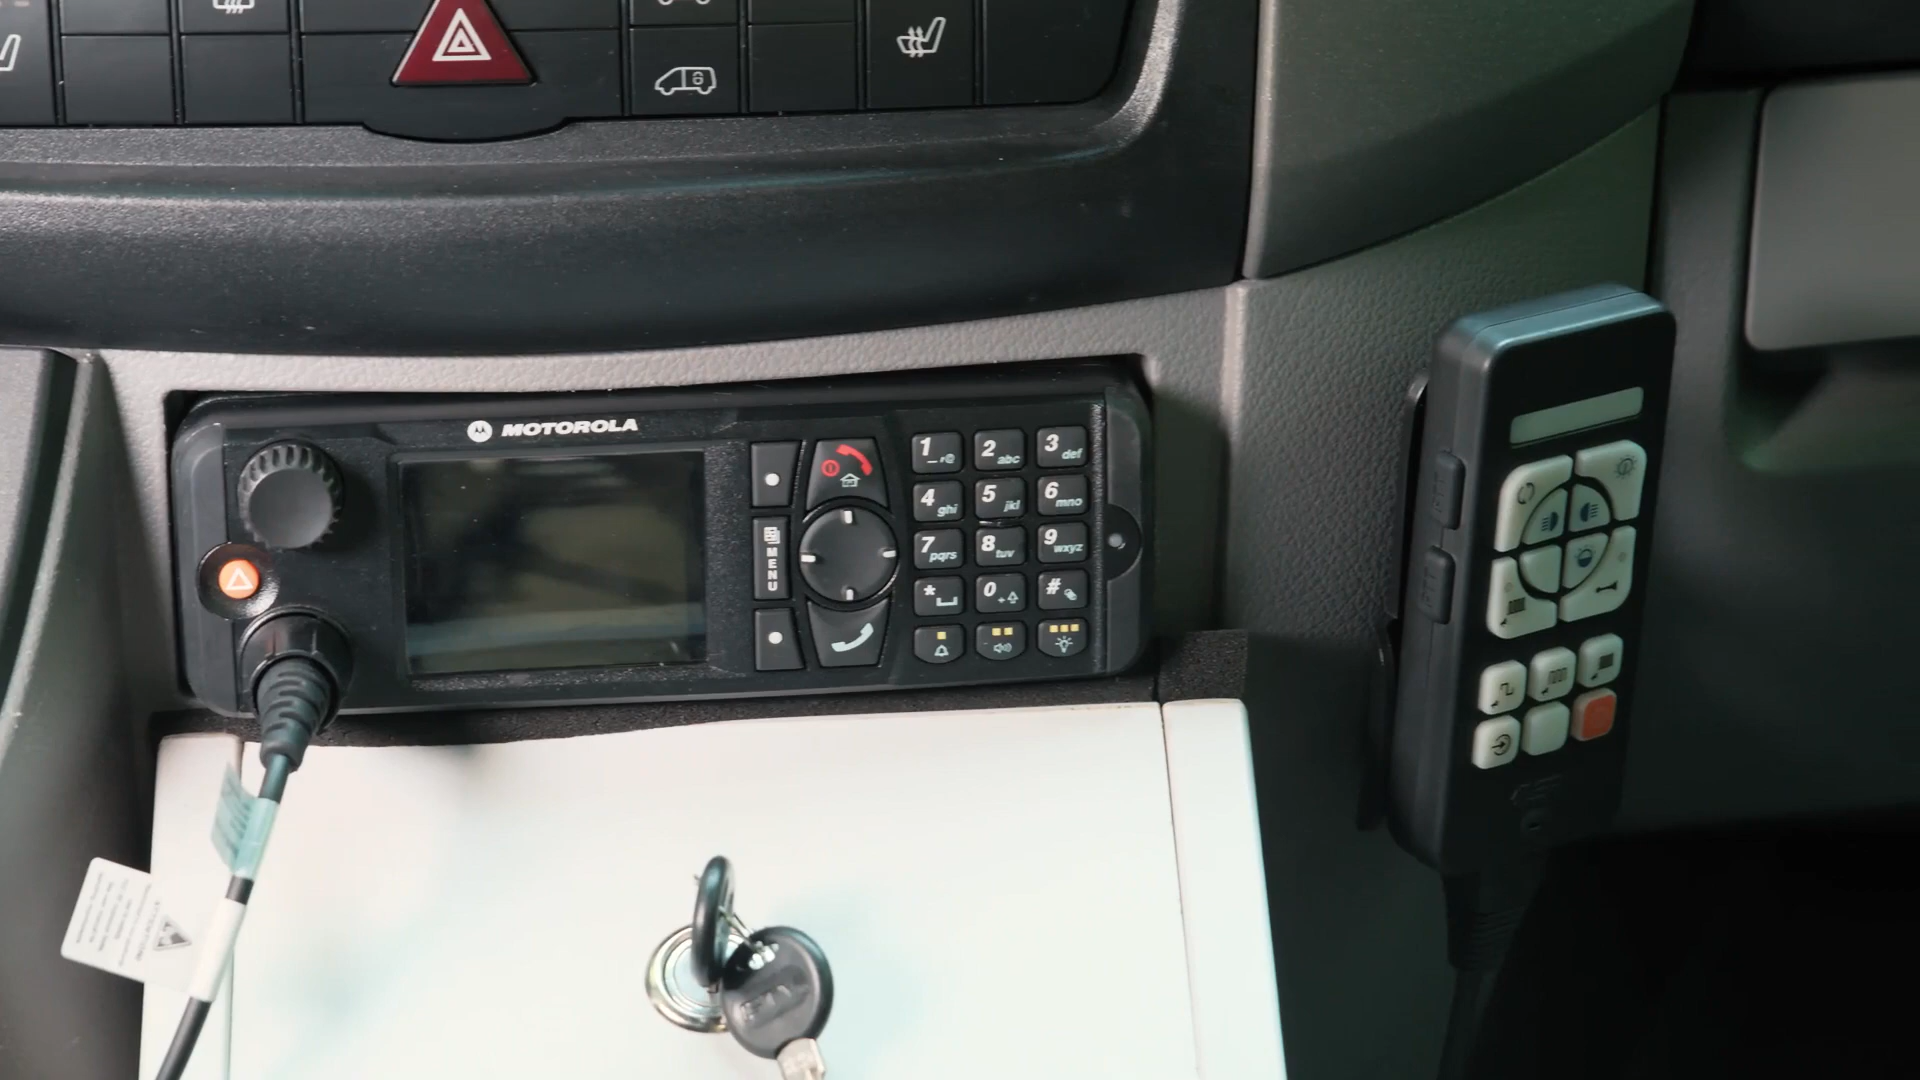 MOTOROLA
MENU
1
2 abc
3 def
4 ghi
5 jkl
6 mno
7 pqrs
8 tuv
9 wxyz
*
0 +
#